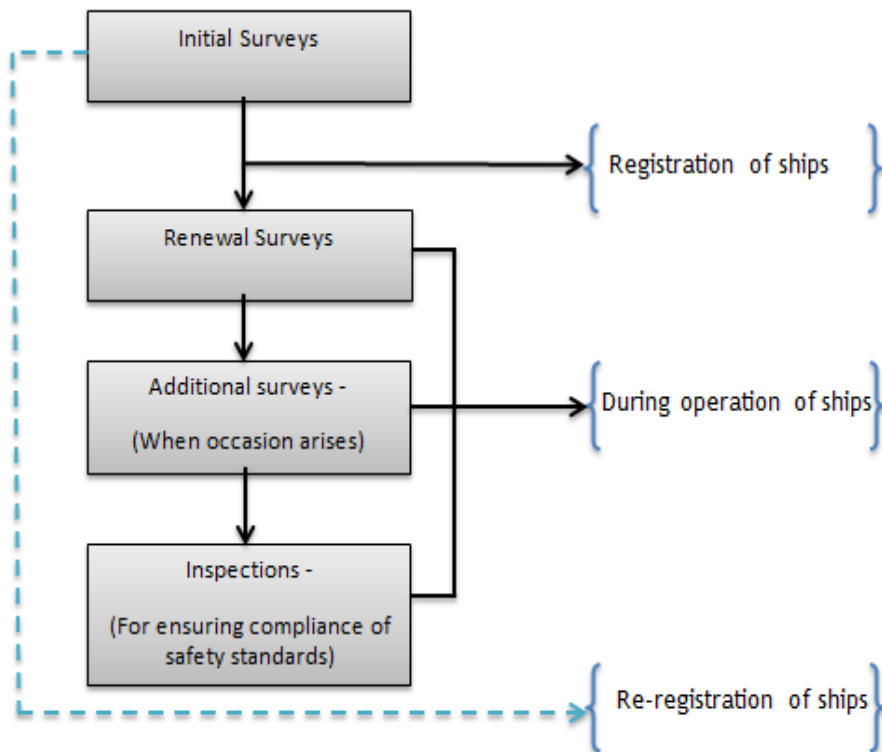 Initial Surveys
Registration of ships
Renewal Surveys
Additional surveys -
(When occasion arises)
During operation of ships
Inspections -
(For ensuring compliance of
safety standards)
Re-registration of ships